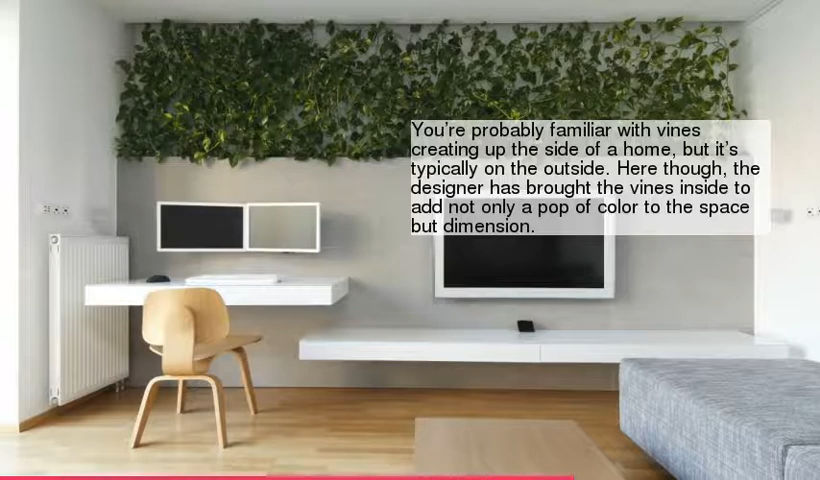 You’re probably familiar with vines
creating up the side of a home, but it’s
typically on the outside. Here though, the
designer has brought the vines inside to
add not only a pop of color to the space
but dimension.